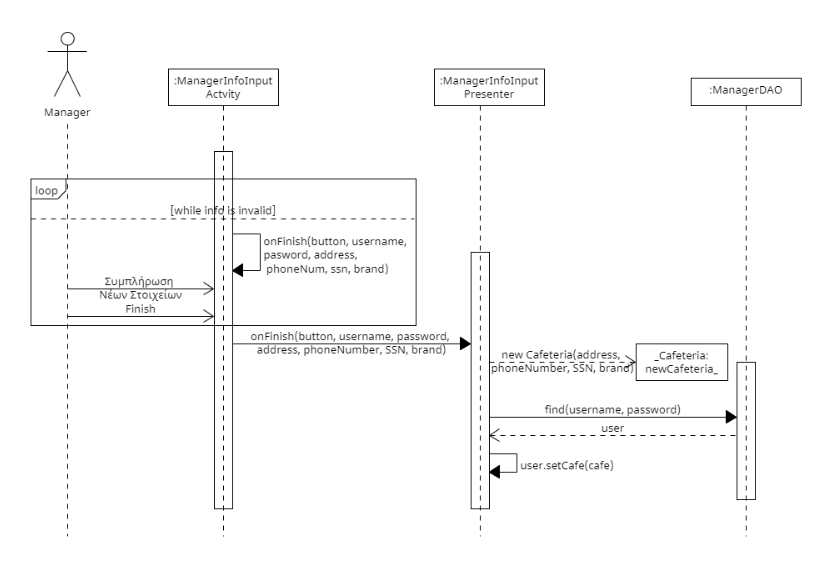 :ManagerInfoInput
Actvity
:ManagerInfoInput
Presenter
:ManagerDAO
Manager
loop
[while info is invalid]
onFinish(button, username,
pasword, address,
phoneNum, ssn, brand)
Συμπλήρωση
Νέων Στοιχείων
Finish
onFinish(button, username, password,
address, phoneNumber, SSN, brand)
new Cafeteria(address,
phoneNumber, SSN, brand)
_Cafeteria:
newCafeteria_
find(username, password)
user
user.setCafe(cafe)